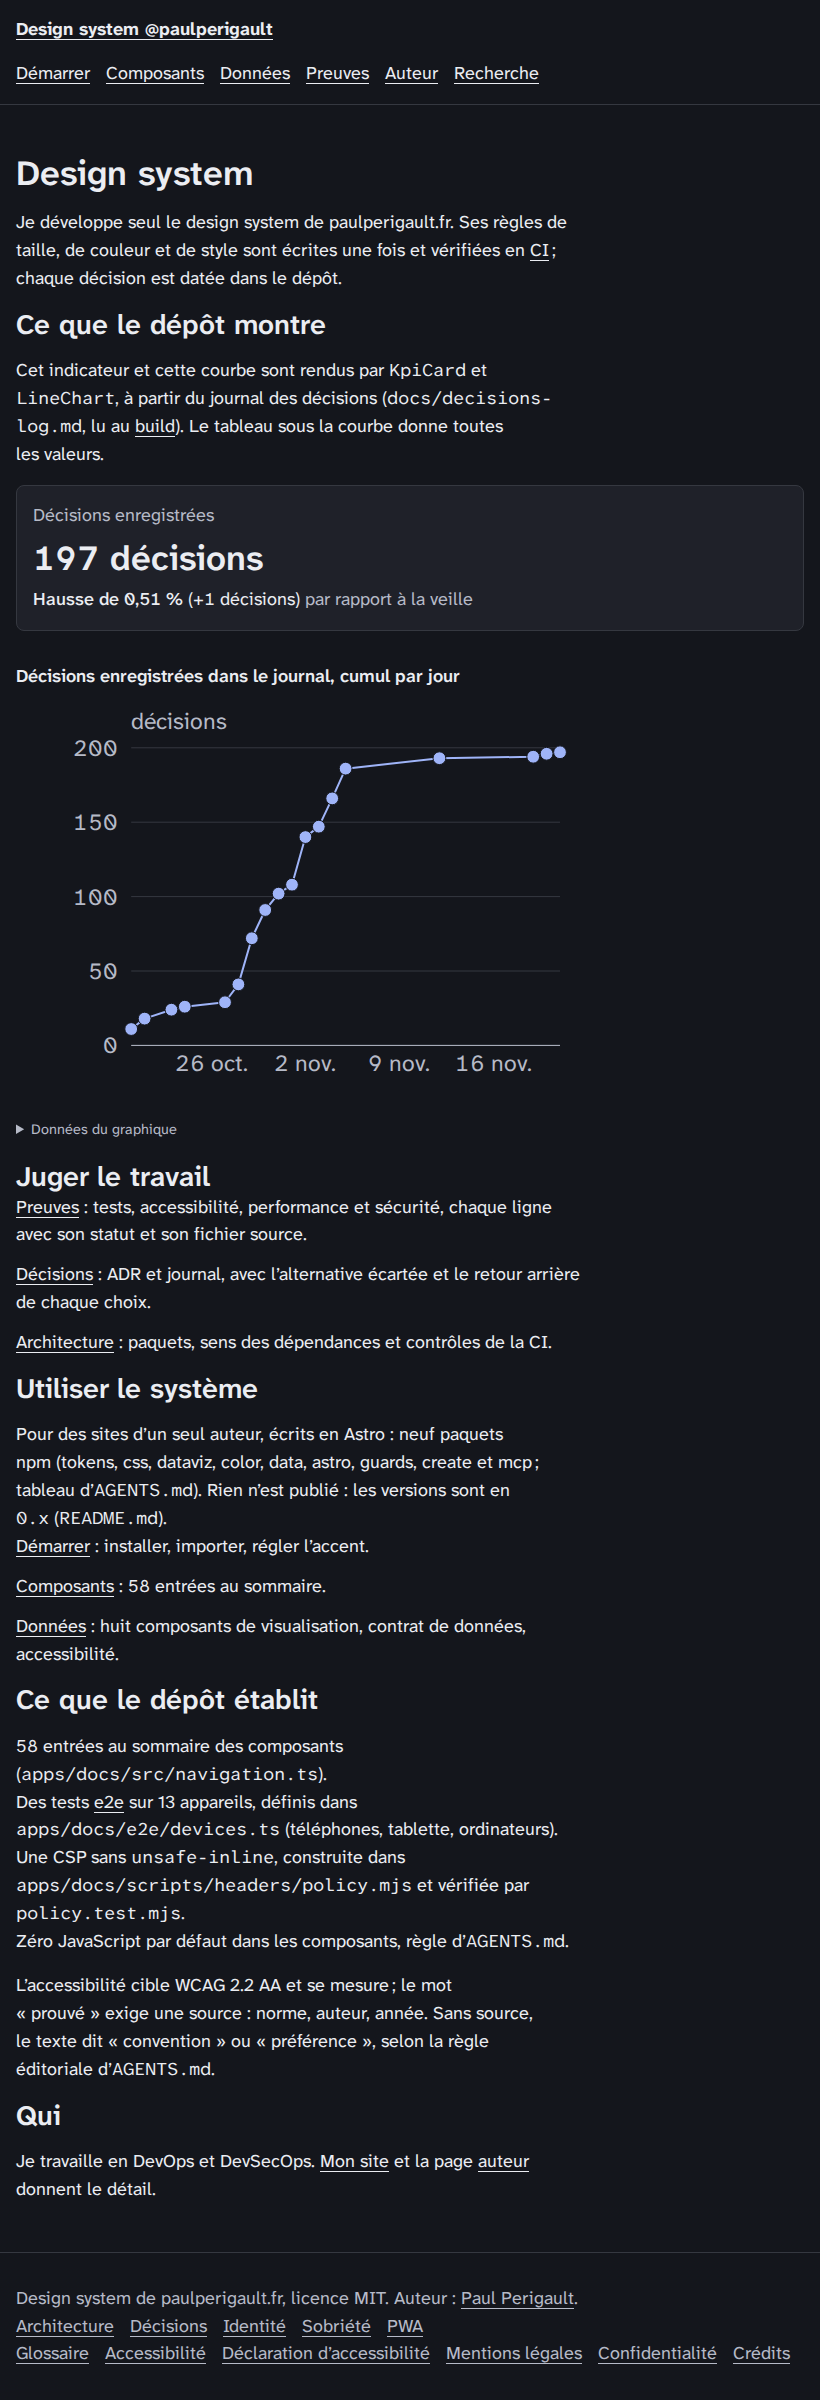 Design system @paulperigault
Démarrer Composants Données Preuves Auteur Recherche
Design system
Je développe seul le design system de paulperigault.fr. Ses règles de
taille, de couleur et de style sont écrites une fois et vérifiées en CI ;
chaque décision est datée dans le dépôt.
Ce que le dépôt montre
Cet indicateur et cette courbe sont rendus par KpiCard et
LineChart, à partir du journal des décisions (docs/decisions-
log.md, lu au build). Le tableau sous la courbe donne toutes
les valeurs.
Décisions enregistrées
197 décisions
Hausse de 0,51 % (+1 décisions) par rapport à la veille
Décisions enregistrées dans le journal, cumul par jour
décisions
200
150
100
50
0
26 oct. 2 nov. 9 nov. 16 nov.
Données du graphique
Juger le travail
Preuves : tests, accessibilité, performance et sécurité, chaque ligne
avec son statut et son fichier source.
Décisions : ADR et journal, avec l’alternative écartée et le retour arrière
de chaque choix.
Architecture : paquets, sens des dépendances et contrôles de la CI.
Utiliser le système
Pour des sites d’un seul auteur, écrits en Astro : neuf paquets
npm (tokens, css, dataviz, color, data, astro, guards, create et mcp ;
tableau d’AGENTS.md). Rien n’est publié : les versions sont en
0.x (README.md).
Démarrer : installer, importer, régler l’accent.
Composants : 58 entrées au sommaire.
Données : huit composants de visualisation, contrat de données,
accessibilité.
Ce que le dépôt établit
58 entrées au sommaire des composants
(apps/docs/src/navigation.ts).
Des tests e2e sur 13 appareils, définis dans
apps/docs/e2e/devices.ts (téléphones, tablette, ordinateurs).
Une CSP sans unsafe-inline, construite dans
apps/docs/scripts/headers/policy.mjs et vérifiée par
policy.test.mjs.
Zéro JavaScript par défaut dans les composants, règle d’AGENTS.md.
L’accessibilité cible WCAG 2.2 AA et se mesure ; le mot
« prouvé » exige une source : norme, auteur, année. Sans source,
le texte dit « convention » ou « préférence », selon la règle
éditoriale d’AGENTS.md.
Qui
Je travaille en DevOps et DevSecOps. Mon site et la page auteur
donnent le détail.
Design system de paulperigault.fr, licence MIT. Auteur : Paul Perigault.
Architecture Décisions Identité Sobriété PWA
Glossaire Accessibilité Déclaration d’accessibilité Mentions légales Confidentialité Crédits